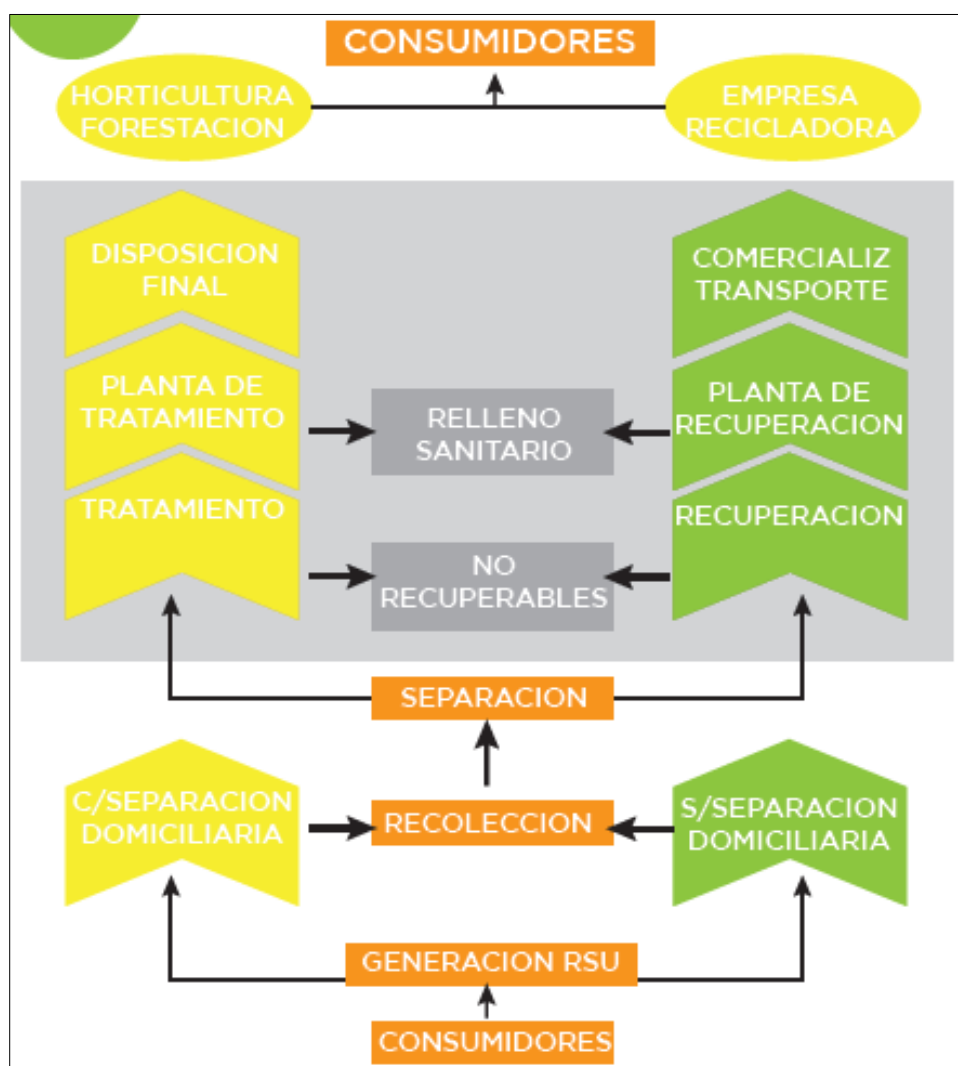 CONSUMIDORES
HORTICULTURA
FORESTACION
EMPRESA
RECICLADORA
DISPOSICION
FINAL
COMERCIALIZ
TRANSPORTE
PLANTA DE
TRATAMIENTO
RELLENO
SANITARIO
PLANTA DE
RECUPERACION
TRATAMIENTO
NO
RECUPERABLES
RECUPERACION
SEPARACION
C/SEPARACION
DOMICILIARIA
RECOLECCION
S/SEPARACION
DOMICILIARIA
GENERACION RSU
CONSUMIDORES